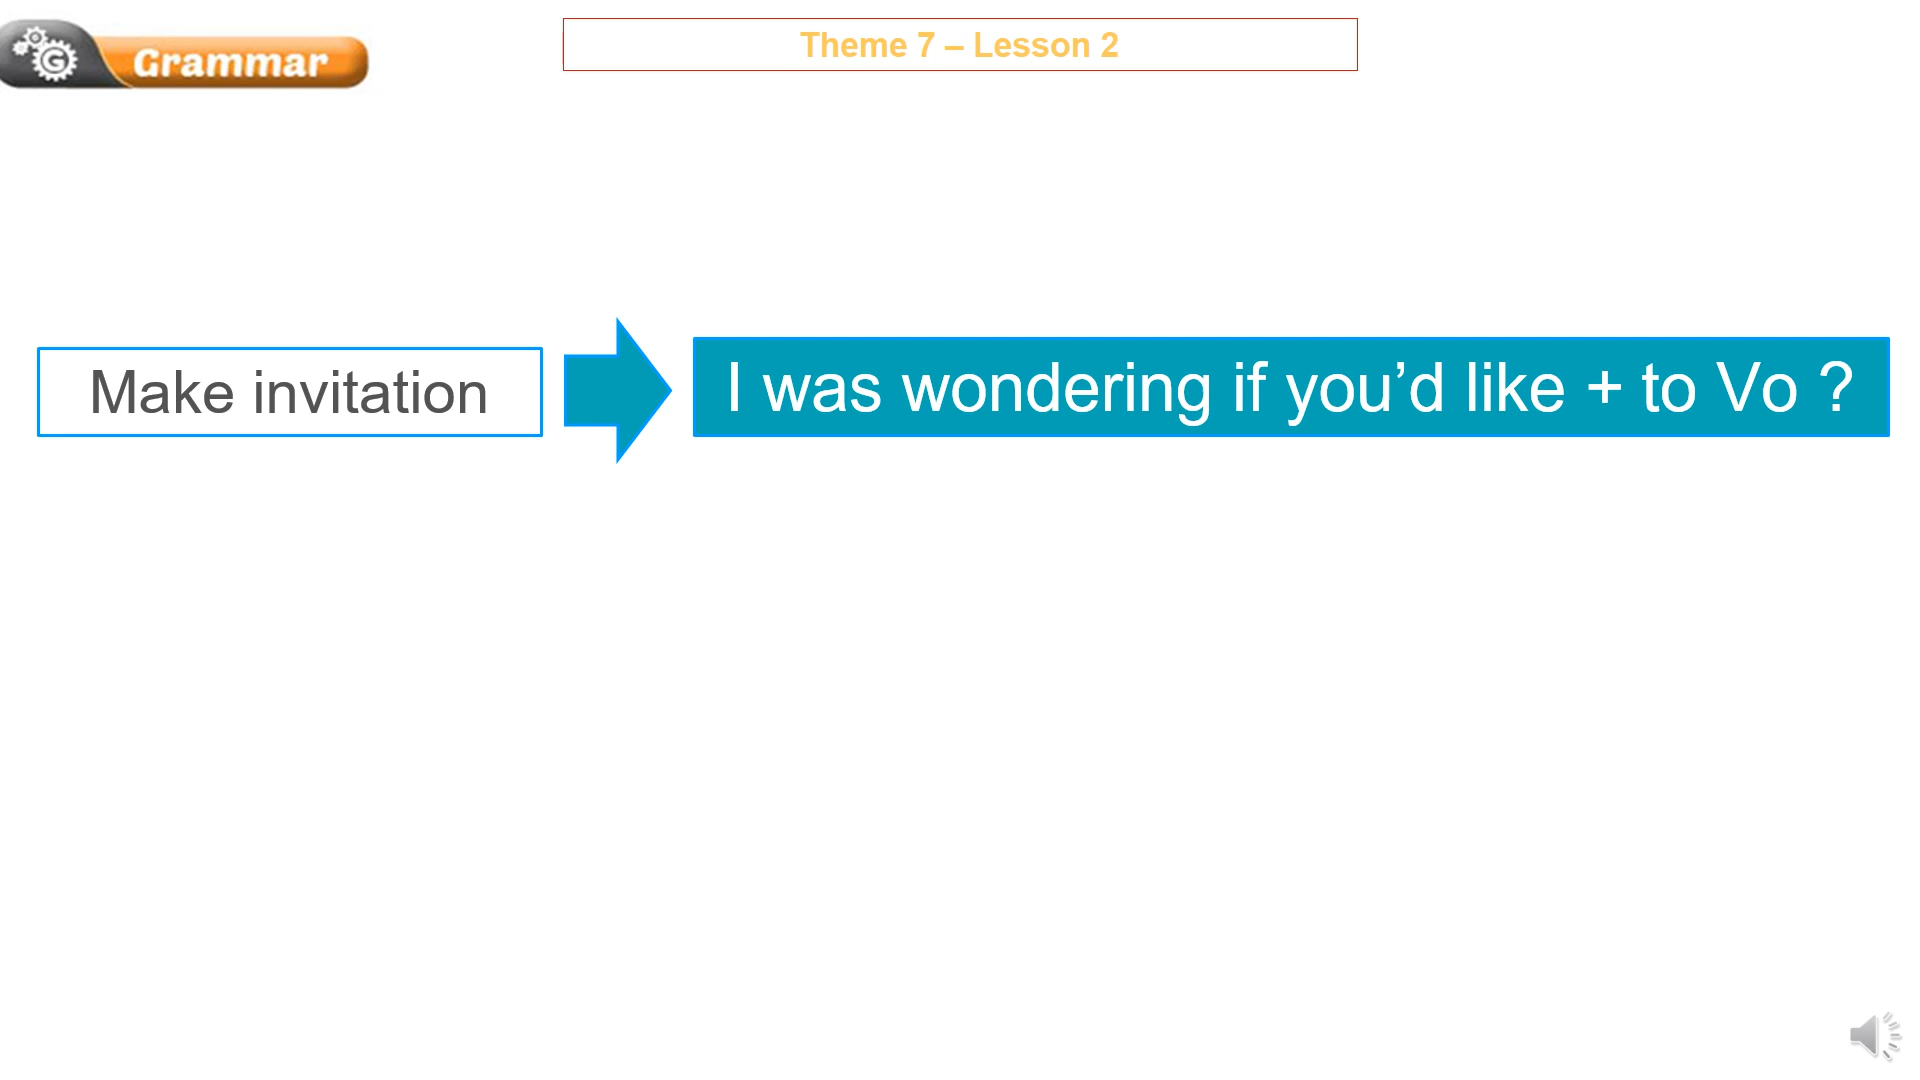 Grammar
Theme 7 – Lesson 2
Make invitation
I was wondering if you’d like + to Vo ?